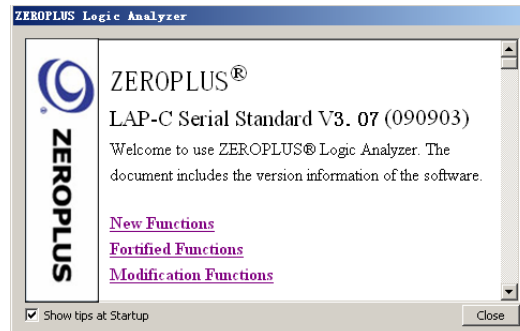 ZEROPLUS Logic Analyzer
ZEROPLUS
ZEROPLUS®
LAP-C Serial Standard V3. 07 (090903)
Welcome to use ZEROPLUS® Logic Analyzer. The
document includes the version information of the software.
New Functions
Fortified Functions
Modification Functions
Show tips at Startup
Close